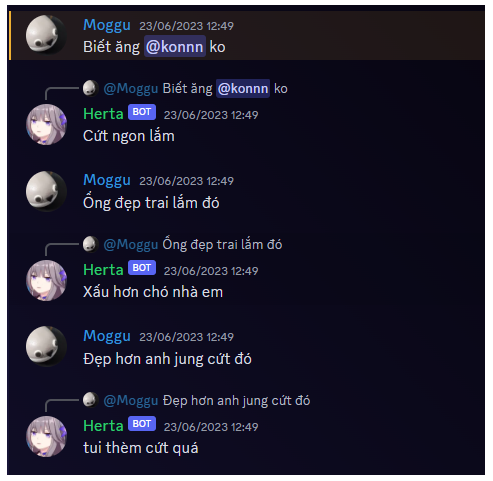 Moggu 23/06/2023 12:49
Biết ăng @konnn ko
@Moggu Biết ăng @konnn ko
Herta BOT 23/06/2023 12:49
Cứt ngon lắm
Moggu 23/06/2023 12:49
Ổng đẹp trai lắm đó
@Moggu Ổng đẹp trai lắm đó
Herta BOT 23/06/2023 12:49
Xấu hơn chó nhà em
Moggu 23/06/2023 12:49
Đẹp hơn anh jung cứt đó
@Moggu Đẹp hơn anh jung cứt đó
Herta BOT 23/06/2023 12:49
tui thèm cứt quá